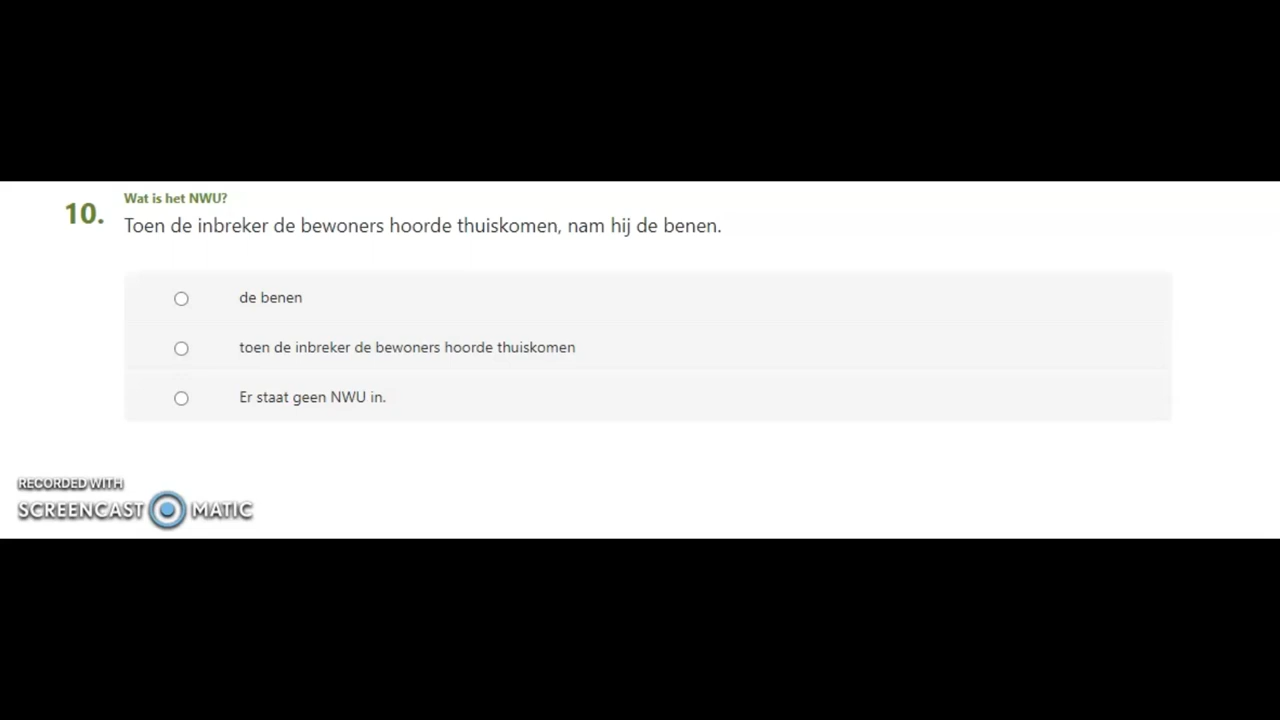 Wat is het NWU?
10.
Toen de inbreker de bewoners hoorde thuiskomen, nam hij de benen.
de benen
toen de inbreker de bewoners hoorde thuiskomen
Er staat geen NWU in.
RECORDED WITH
SCREENCAST MATIC